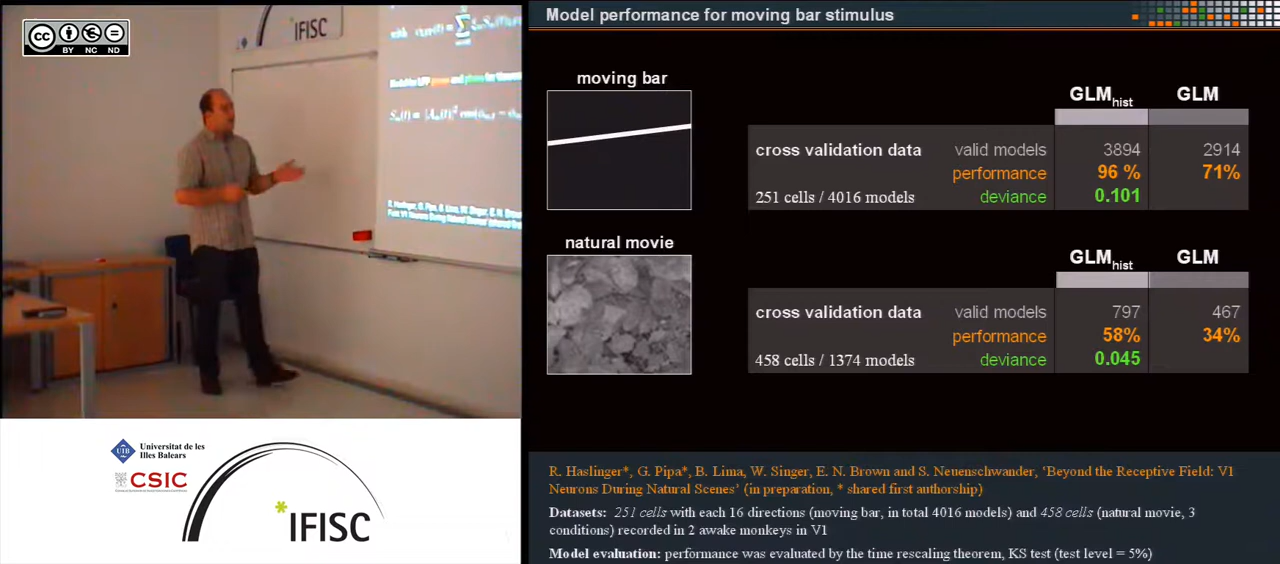 cc
BY NC ND
IFISC
Model performance for moving bar stimulus
moving bar
GLMhist GLM
cross validation data valid models 3894 2914
performance 96 % 71%
251 cells / 4016 models deviance 0.101
natural movie
GLMhist GLM
cross validation data valid models 797 467
performance 58% 34%
458 cells / 1374 models deviance 0.045
UIB
Universitat de les
Illes Balears
CSIC
*IFISC
R. Haslinger*, G. Pipa*, B. Lima, W. Singer, E. N. Brown and S. Neuenschwander, ‘Beyond the Receptive Field: V1
Neurons During Natural Scenes’ (in preparation, * shared first authorship)
Datasets: 251 cells with each 16 directions (moving bar, in total 4016 models) and 458 cells (natural movie, 3
conditions) recorded in 2 awake monkeys in V1
Model evaluation: performance was evaluated by the time rescaling theorem, KS test (test level = 5%)